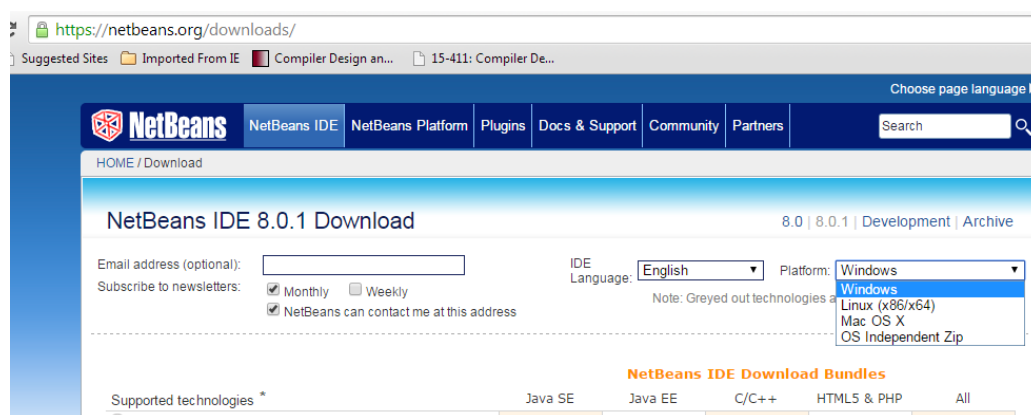 https://netbeans.org/downloads/
Suggested Sites Imported From IE Compiler Design an... 15-411: Compiler De...
Choose page language
NetBeans NetBeans IDE NetBeans Platform Plugins Docs & Support Community Partners Search
HOME / Download
NetBeans IDE 8.0.1 Download 8.0 | 8.0.1 | Development | Archive
Email address (optional): IDE Language: English Platform: Windows
Subscribe to newsletters: Monthly Weekly Note: Greyed out technologies a
Windows
NetBeans can contact me at this address
Linux (x86/x64)
Mac OS X
OS Independent Zip
NetBeans IDE Download Bundles
Supported technologies * Java SE Java EE C/C++ HTML5 & PHP All